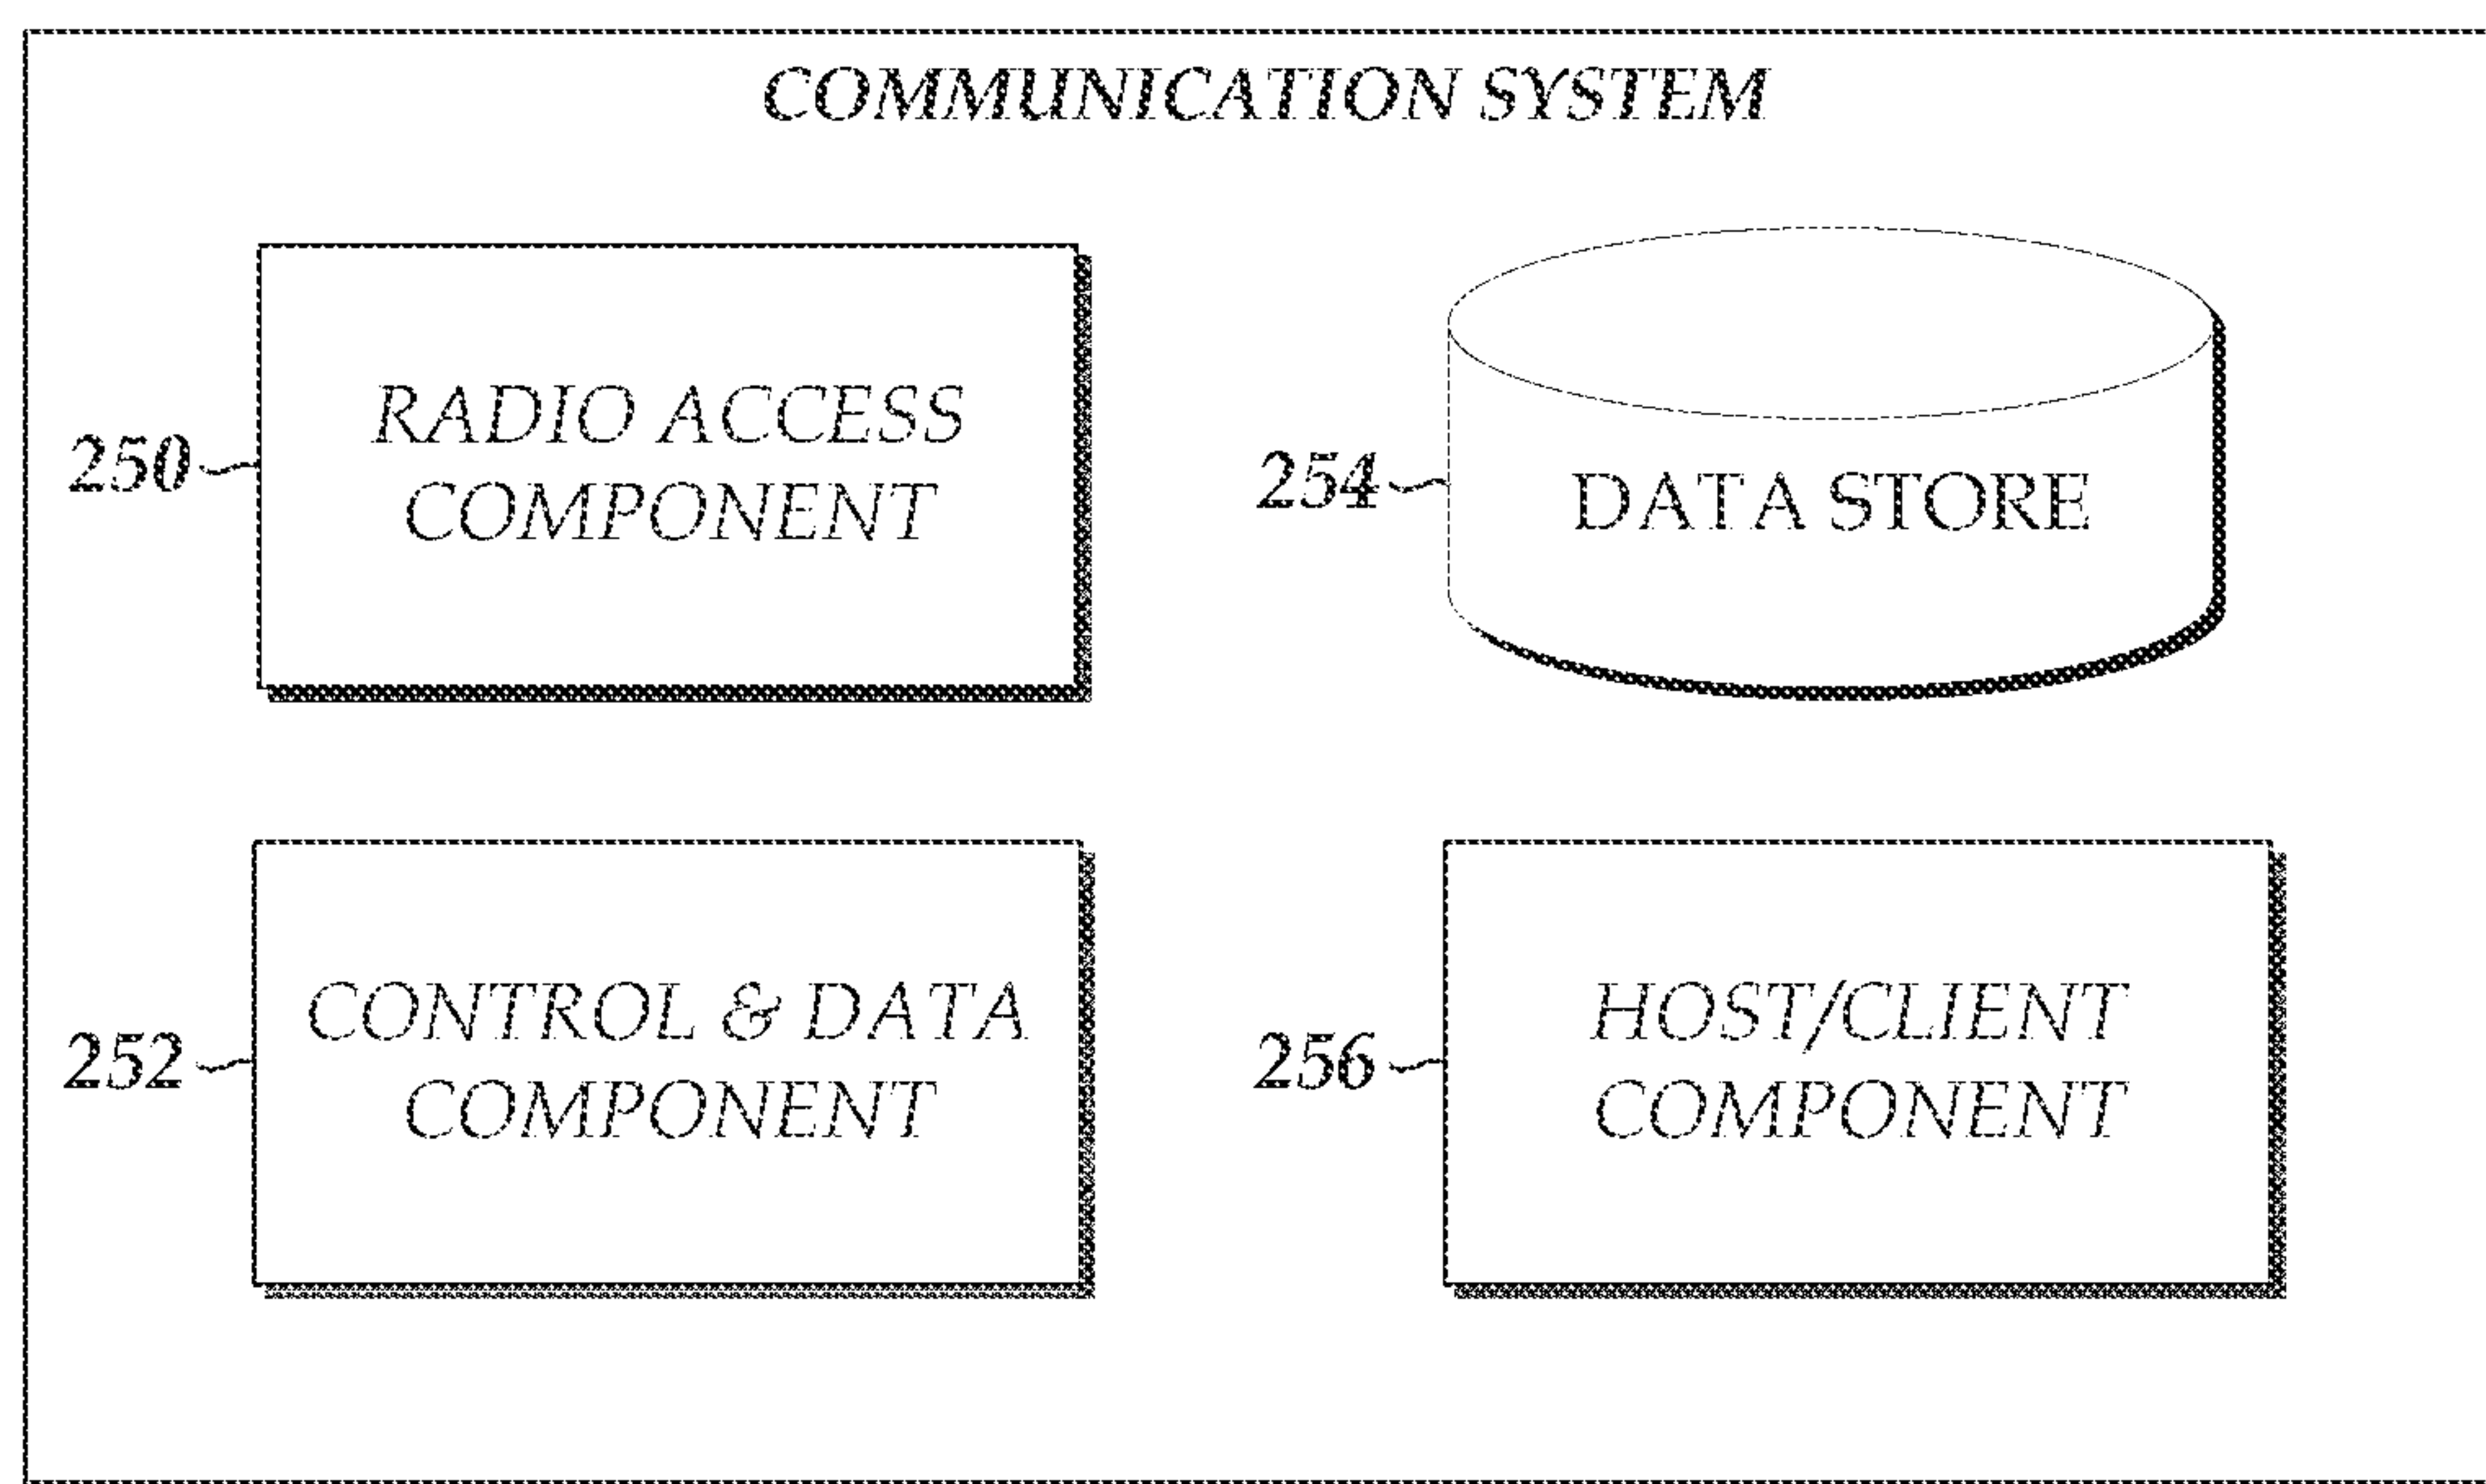 COMMUNICATION SYSTEM
RADIO ACCESS
COMPONENT
250
DATA STORE
254
CONTROL & DATA
COMPONENT
252
HOST/CLIENT
COMPONENT
256